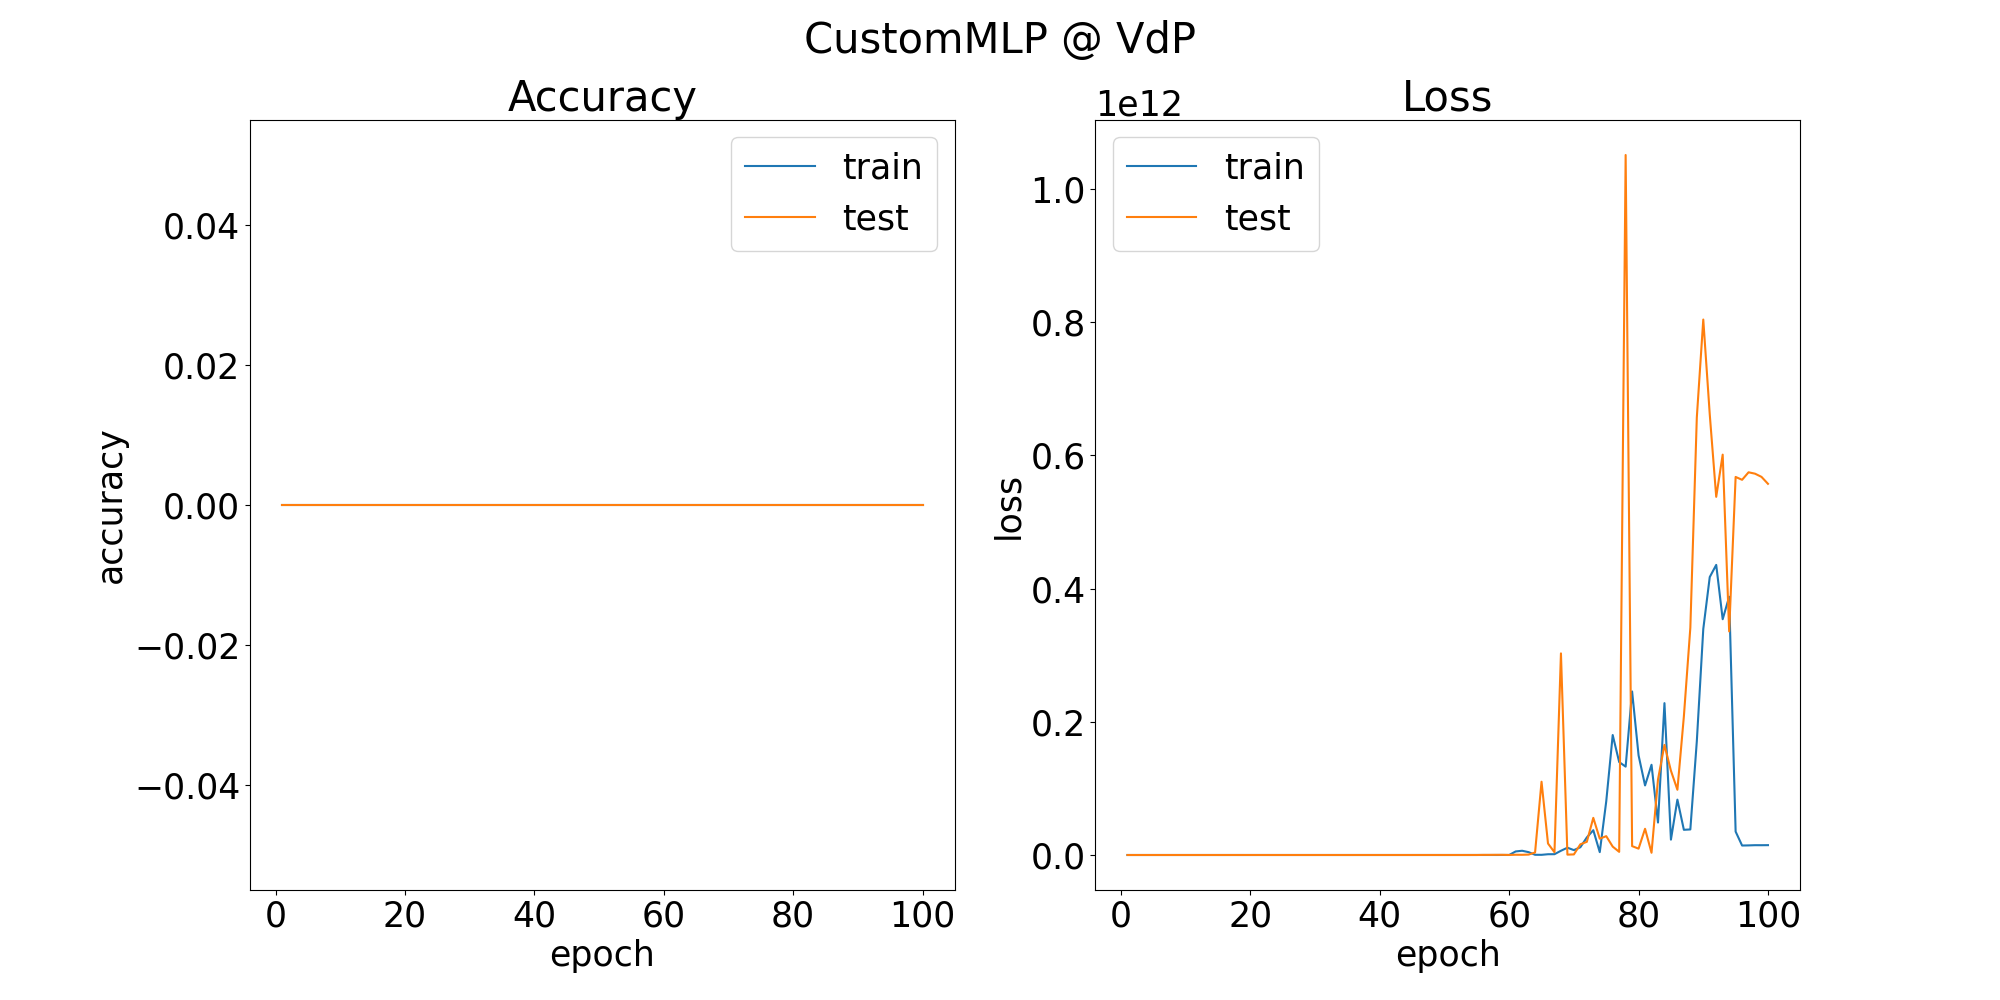 CustomMLP @ VdP
Accuracy
accuracy
0.04
0.02
0.00
−0.02
−0.04
0 20 40 60 80 100
epoch
train
test
Loss
1e12
loss
1.0
0.8
0.6
0.4
0.2
0.0
0 20 40 60 80 100
epoch
train
test